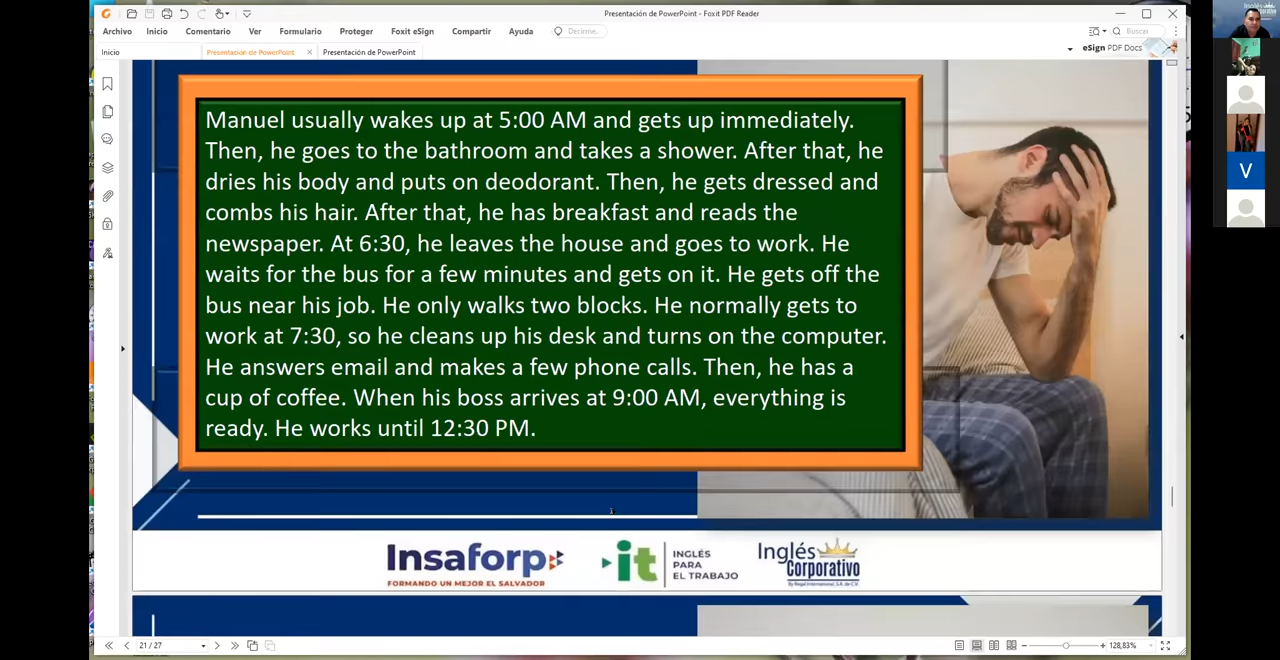 Presentación de PowerPoint - Foxit PDF Reader
Archivo Inicio Comentario Ver Formulario Proteger Foxit eSign Compartir Ayuda Decirme... Buscar
Inicio Presentación de PowerPoint Presentación de PowerPoint eSign PDF Docs
Manuel usually wakes up at 5:00 AM and gets up immediately.
Then, he goes to the bathroom and takes a shower. After that, he
dries his body and puts on deodorant. Then, he gets dressed and
combs his hair. After that, he has breakfast and reads the
newspaper. At 6:30, he leaves the house and goes to work. He
waits for the bus for a few minutes and gets on it. He gets off the
bus near his job. He only walks two blocks. He normally gets to
work at 7:30, so he cleans up his desk and turns on the computer.
He answers email and makes a few phone calls. Then, he has a
cup of coffee. When his boss arrives at 9:00 AM, everything is
ready. He works until 12:30 PM.
V
Insaforp
FORMANDO UN MEJOR EL SALVADOR
it
INGLÉS
PARA
EL TRABAJO
Inglés
Corporativo
21 / 27
128,83%